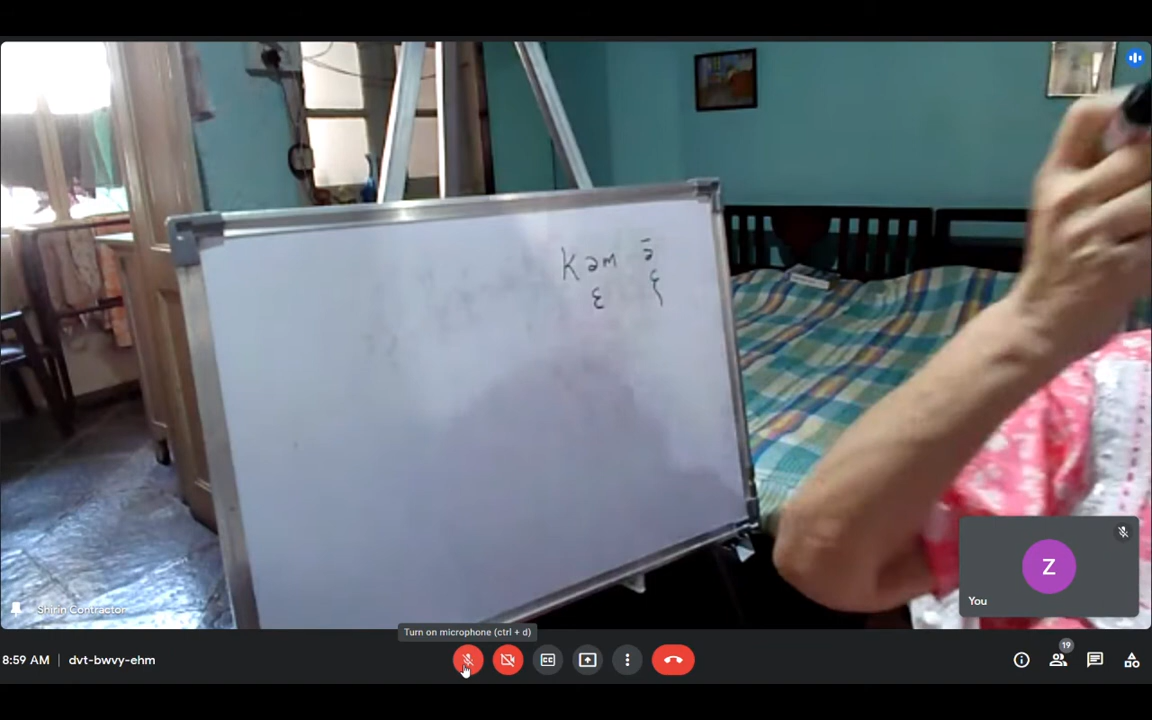 Kəm ə̄
ε ξ
Shirin Contractor
Z
You
Turn on microphone (ctrl + d)
8:59 AM | dvt-bwvy-ehm
19